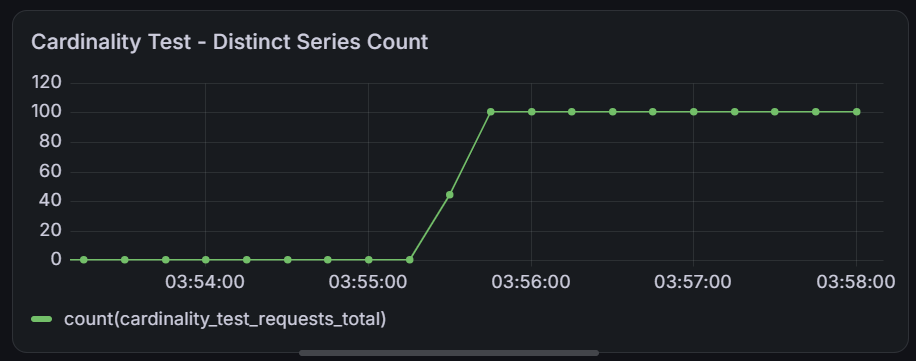 Cardinality Test - Distinct Series Count
120
100
80
60
40
20
0
03:54:00 03:55:00 03:56:00 03:57:00 03:58:00
count(cardinality_test_requests_total)